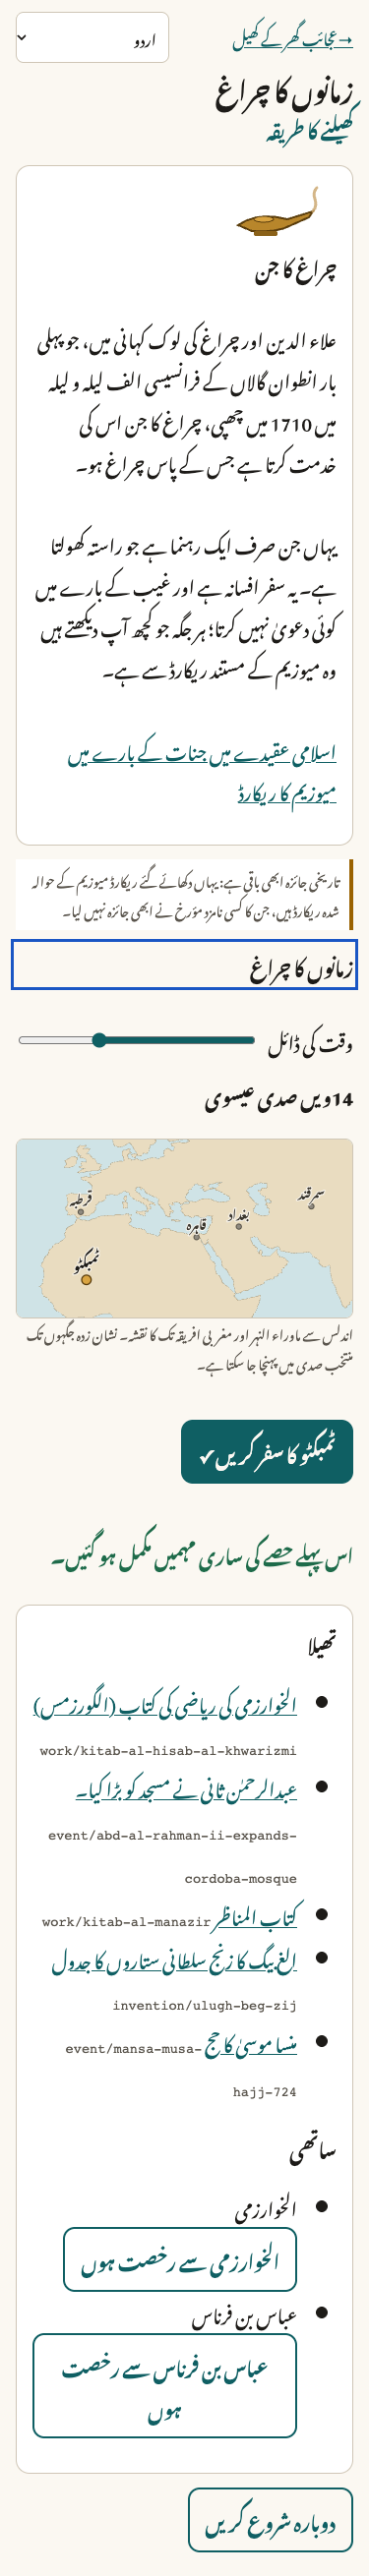 → عجائب گھر کے کھیل
اردو
زمانوں کا چراغ
کھیلنے کا طریقہ
چراغ کا جن
علاء الدین اور چراغ کی لوک کہانی میں، جو پہلی
بار انطوان گالاں کے فرانسیسی الف لیلہ و لیلہ
میں 1710 میں چھپی، چراغ کا جن اس کی
خدمت کرتا ہے جس کے پاس چراغ ہو۔
یہاں جن صرف ایک رہنما ہے جو راستہ کھولتا
ہے۔ یہ سفر افسانہ ہے اور غیب کے بارے میں
کوئی دعویٰ نہیں کرتا؛ ہر جگہ جو کچھ آپ دیکھتے ہیں
وہ میوزیم کے مستند ریکارڈ سے ہے۔
اسلامی عقیدے میں جنات کے بارے میں
میوزیم کا ریکارڈ
تاریخی جائزہ ابھی باقی ہے: یہاں دکھائے گئے ریکارڈ میوزیم کے حوالہ
شدہ ریکارڈ ہیں، جن کا کسی نامزد مؤرخ نے ابھی جائزہ نہیں لیا۔
زمانوں کا چراغ
وقت کی ڈائل
14ویں صدی عیسوی
سمرقند
قرطبہ
بغداد
قاہرہ
ٹمبکٹو
اندلس سے ماوراء النہر اور مغربی افریقہ تک کا نقشہ۔ نشان زدہ جگہوں تک
منتخب صدی میں پہنچا جا سکتا ہے۔
ٹمبکٹو کا سفر کریں ✓
اس پہلے حصے کی ساری مہمیں مکمل ہو گئیں۔
تھیلا
الخوارزمی کی ریاضی کی کتاب (الگورزمس)
work/kitab-al-hisab-al-khwarizmi
عبدالرحمٰن ثانی نے مسجد کو بڑا کیا۔
event/abd-al-rahman-ii-expands-
cordoba-mosque
کتاب المناظر work/kitab-al-manazir
الغ بیگ کا زنج سلطانی ستاروں کا جدول
invention/ulugh-beg-zij
منسا موسیٰ کا حج event/mansa-musa-
hajj-724
ساتھی
الخوارزمی
الخوارزمی سے رخصت ہوں
عباس بن فرناس
عباس بن فرناس سے رخصت
ہوں
دوبارہ شروع کریں